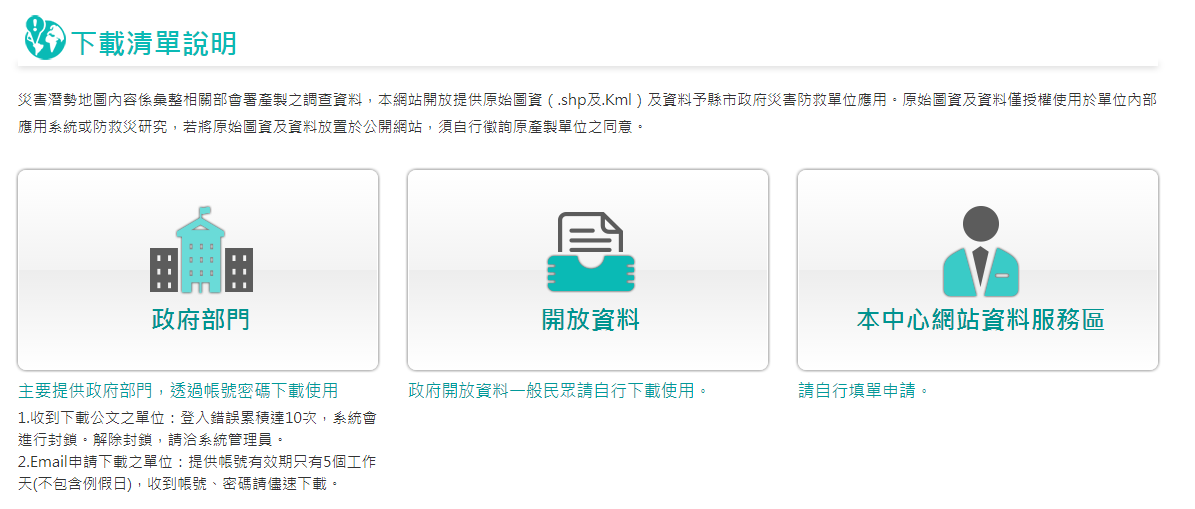 下載清單說明
災害潛勢地圖內容係彙整相關部會署產製之調查資料，本網站開放提供原始圖資（.shp及.Kml）及資料予縣市政府災害防救單位應用。原始圖資及資料僅授權使用於單位內部
應用系統或防救災研究，若將原始圖資及資料放置於公開網站，須自行徵詢原產製單位之同意。
政府部門
開放資料
本中心網站資料服務區
主要提供政府部門，透過帳號密碼下載使用
1.收到下載公文之單位：登入錯誤累積達10次，系統會
進行封鎖。解除封鎖，請洽系統管理員。
2.Email申請下載之單位：提供帳號有效期只有5個工作
天(不包含例假日)，收到帳號、密碼請儘速下載。
政府開放資料一般民眾請自行下載使用。
請自行填單申請。